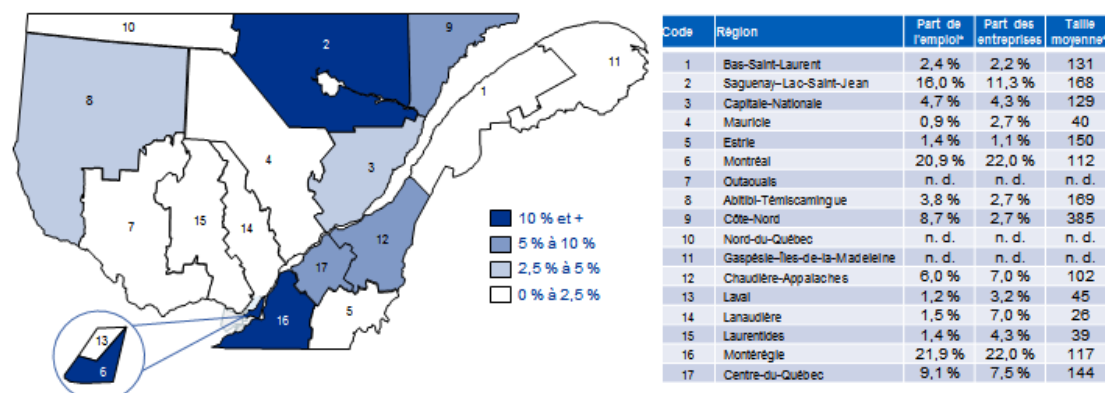 10
2
9
11
1
8
3
4
7
15
14
12
17
16
5
13
6
10 % et +
5 % à 10 %
2,5 % à 5 %
0 % à 2,5 %
Code Région Part de l'emploi* Part des entreprises Taille moyenne*
1 Bas-Saint-Laurent 2,4 % 2,2 % 131
2 Saguenay–Lac-Saint-Jean 16,0 % 11,3 % 168
3 Capitale-Nationale 4,7 % 4,3 % 129
4 Mauricie 0,9 % 2,7 % 40
5 Estrie 1,4 % 1,1 % 150
6 Montréal 20,9 % 22,0 % 112
7 Outaouais n. d. n. d. n. d.
8 Abitibi-Témiscamingue 3,8 % 2,7 % 169
9 Côte-Nord 8,7 % 2,7 % 385
10 Nord-du-Québec n. d. n. d. n. d.
11 Gaspésie–Îles-de-la-Madeleine n. d. n. d. n. d.
12 Chaudière-Appalaches 6,0 % 7,0 % 102
13 Laval 1,2 % 3,2 % 45
14 Lanaudière 1,5 % 7,0 % 26
15 Laurentides 1,4 % 4,3 % 39
16 Montérégie 21,9 % 22,0 % 117
17 Centre-du-Québec 9,1 % 7,5 % 144